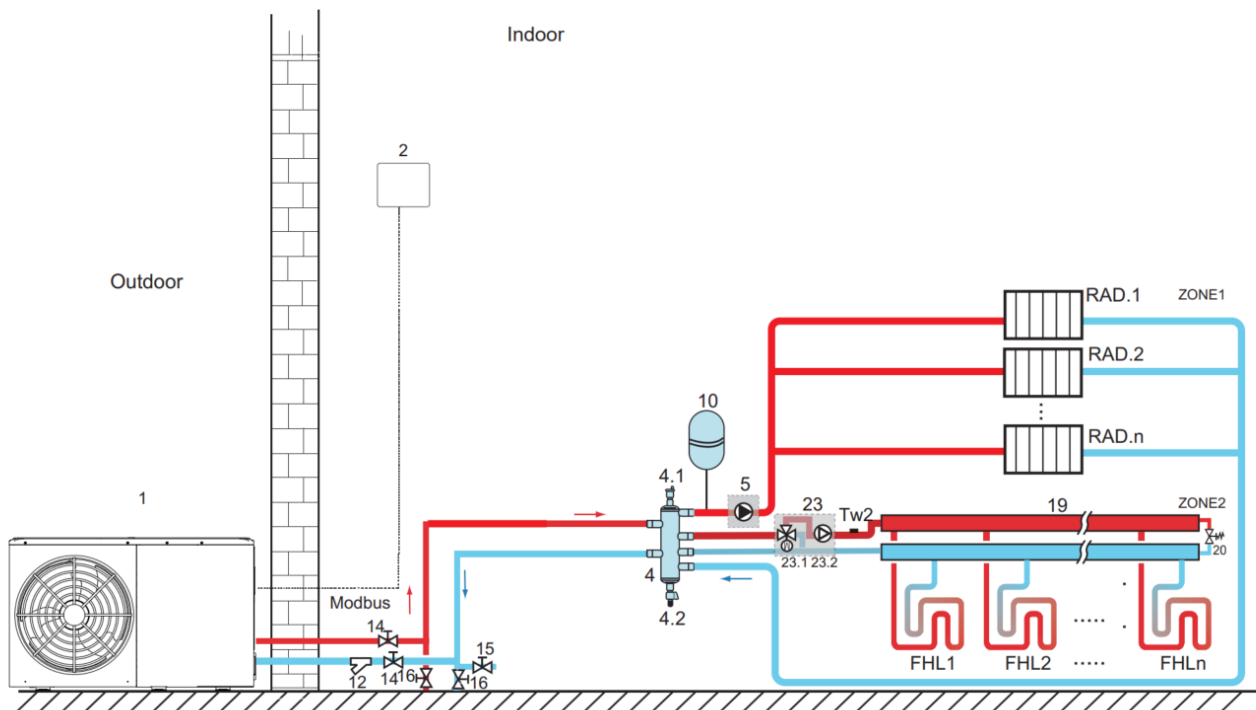 Indoor
2
Outdoor
RAD.1
ZONE1
RAD.2
10
RAD.n
4.1
5
23
Tw2
19
ZONE2
1
20
4
23.1
23.2
Modbus
4.2
14
15
12
14
16
16
FHL1
FHL2
FHLn